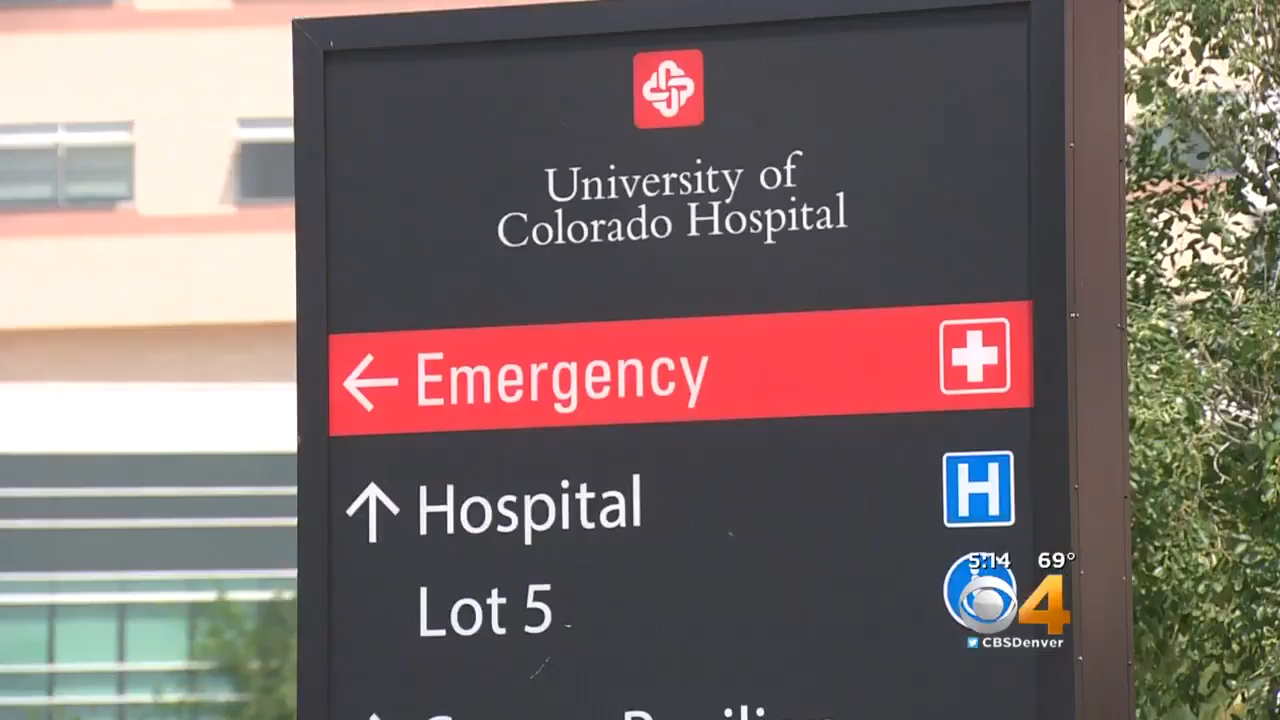 University of
Colorado Hospital
← Emergency
↑ Hospital
H
Lot 5
5:14 69°
4
CBSDenver